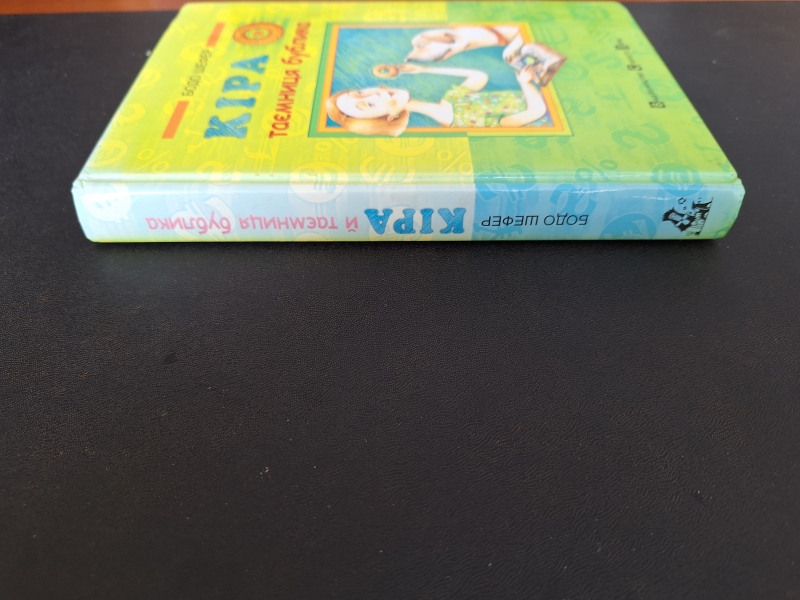 БОДО ШЕФЕР
КІРА
таємниця бублика
БОДО ШЕФЕР КІРА й таємниця бублика